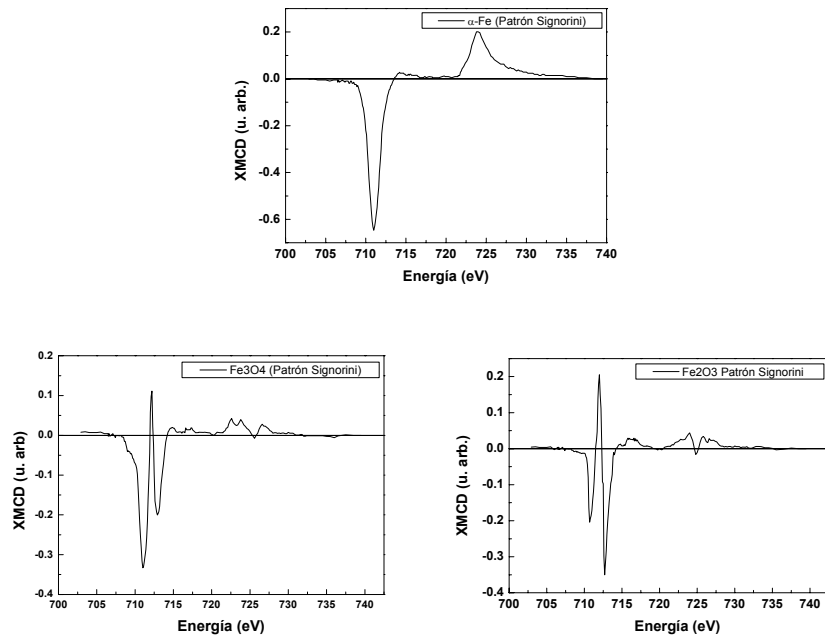 α-Fe (Patrón Signorini)
0.2
0.0
-0.2
-0.4
-0.6
XMCD (u. arb.)
700 705 710 715 720 725 730 735 740
Energía (eV)
Fe3O4 (Patrón Signorini)
0.2
0.1
0.0
-0.1
-0.2
-0.3
-0.4
XMCD (u. arb)
700 705 710 715 720 725 730 735 740
Energía (eV)
Fe2O3 Patrón Signorini
0.2
0.1
0.0
-0.1
-0.2
-0.3
-0.4
XMCD (u. arb.)
700 705 710 715 720 725 730 735 740
Energía (eV)